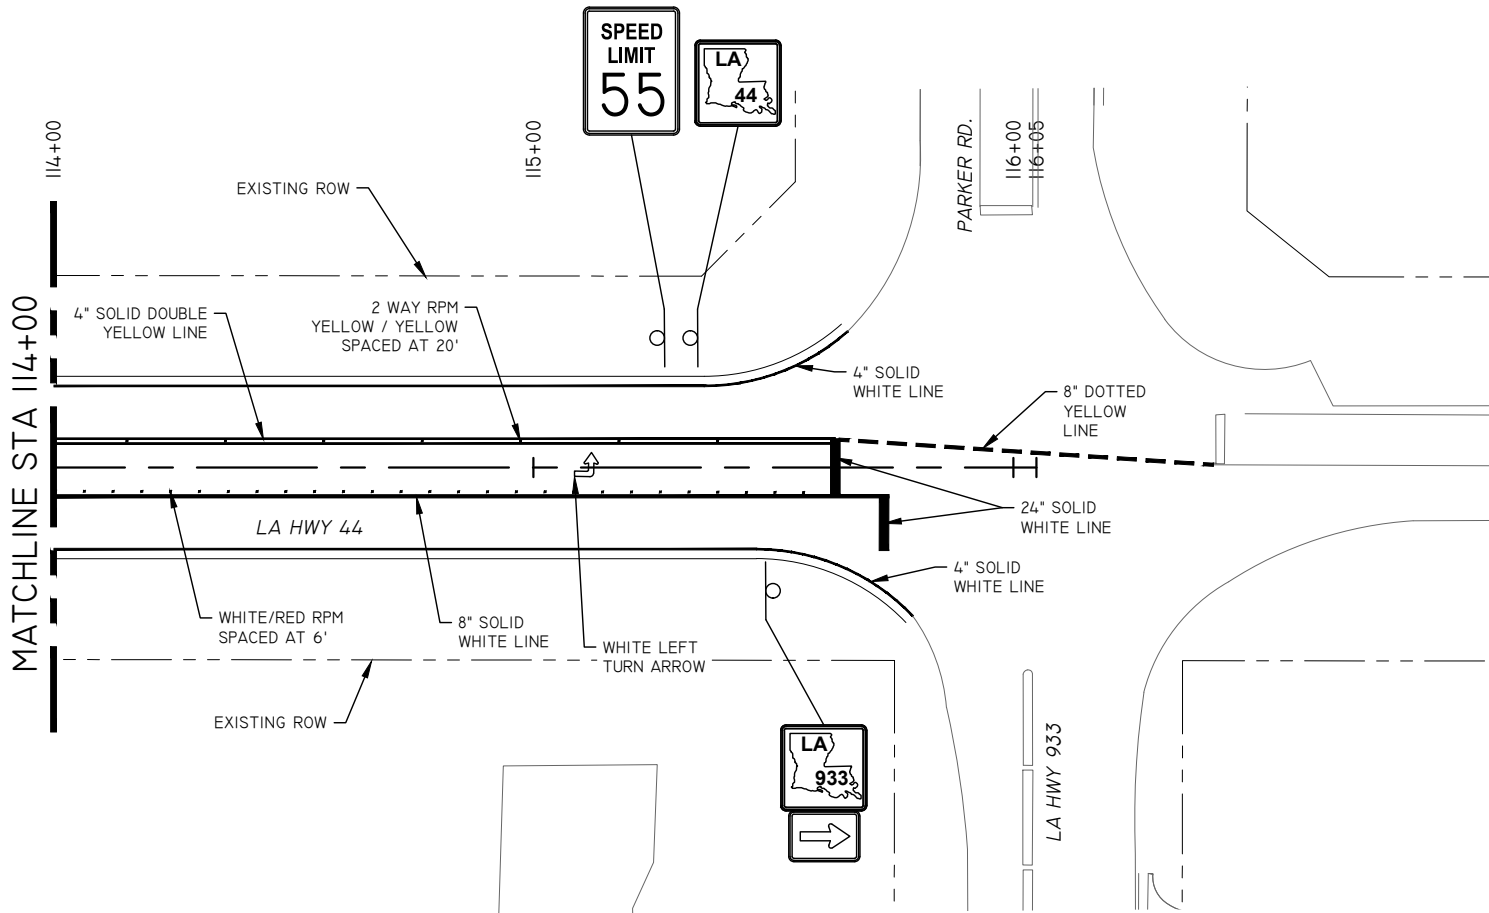 SPEED
LIMIT
55
LA
44
114+00
115+00
PARKER RD.
116+00
116+05
EXISTING ROW
4" SOLID DOUBLE
YELLOW LINE
2 WAY RPM
YELLOW / YELLOW
SPACED AT 20'
4" SOLID
WHITE LINE
8" DOTTED
YELLOW
LINE
MATCHLINE STA 114+00
LA HWY 44
24" SOLID
WHITE LINE
4" SOLID
WHITE LINE
WHITE/RED RPM
SPACED AT 6'
8" SOLID
WHITE LINE
WHITE LEFT
TURN ARROW
EXISTING ROW
LA
933
LA HWY 933